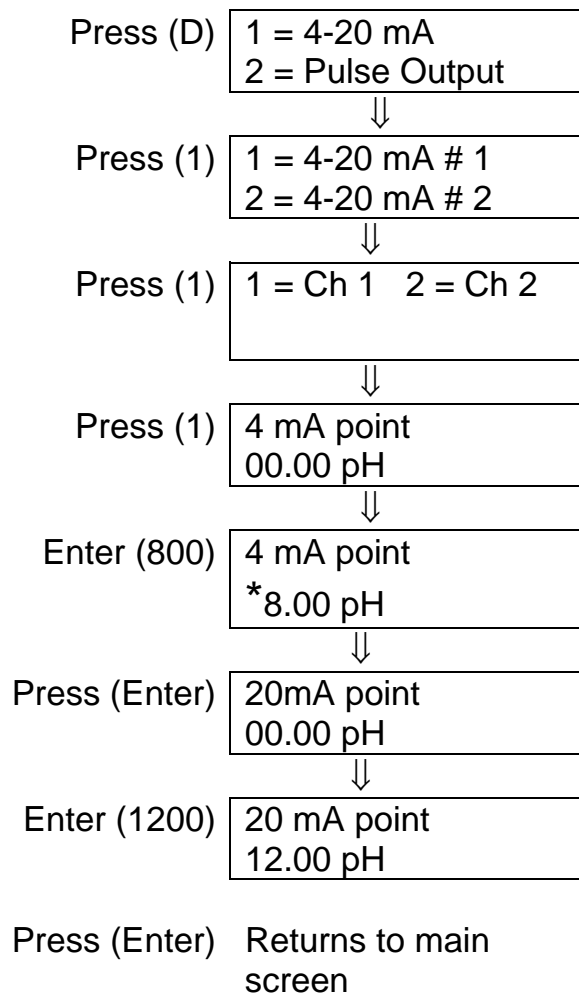 Press (D) 1 = 4-20 mA
2 = Pulse Output
⇓
Press (1) 1 = 4-20 mA # 1
2 = 4-20 mA # 2
⇓
Press (1) 1 = Ch 1 2 = Ch 2
⇓
Press (1) 4 mA point
00.00 pH
⇓
Enter (800) 4 mA point
*8.00 pH
⇓
Press (Enter) 20mA point
00.00 pH
⇓
Enter (1200) 20 mA point
12.00 pH
Press (Enter) Returns to main
screen